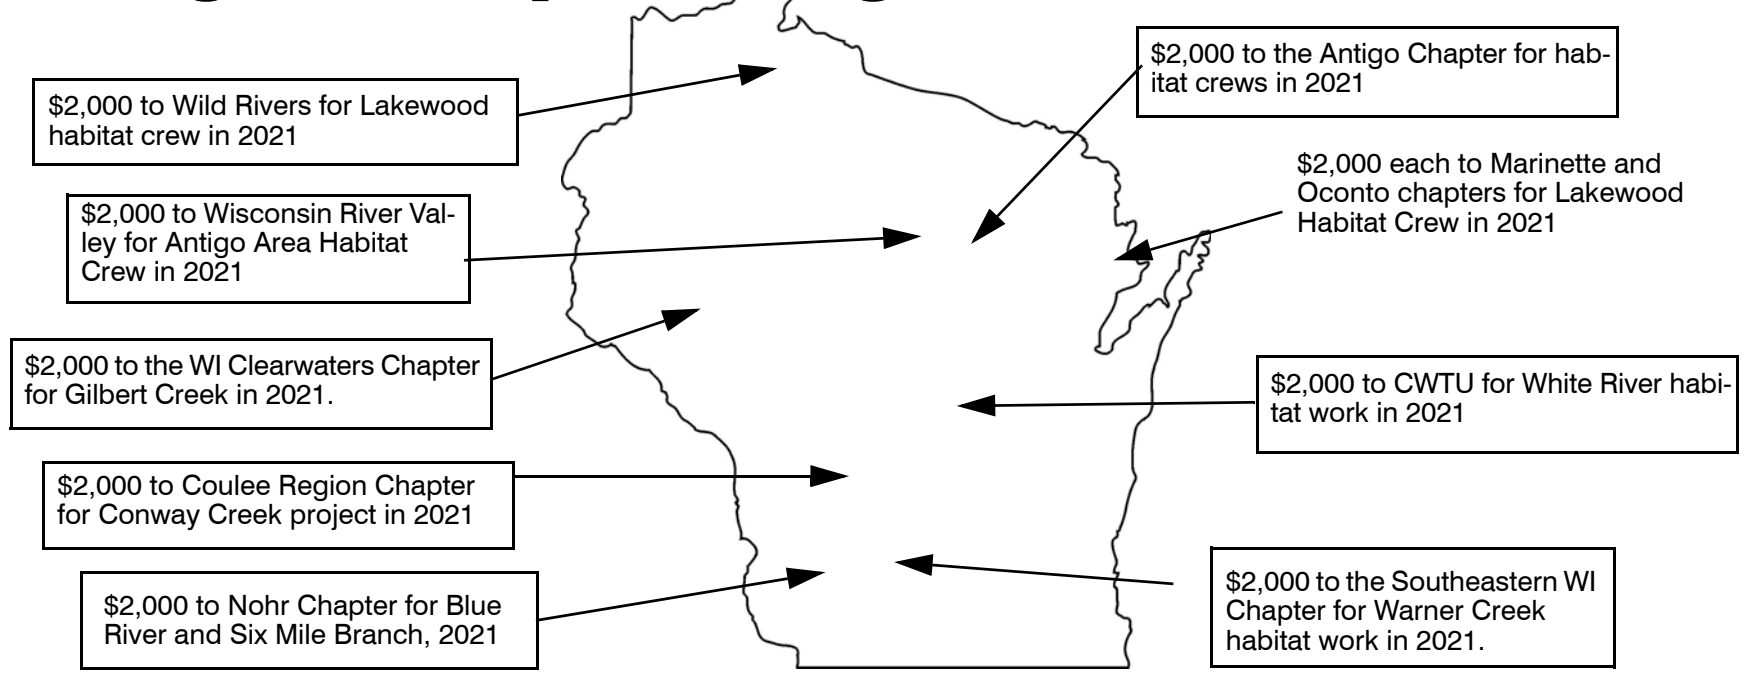 $2,000 to the Antigo Chapter for hab-
itat crews in 2021
$2,000 to Wild Rivers for Lakewood
habitat crew in 2021
$2,000 each to Marinette and
Oconto chapters for Lakewood
Habitat Crew in 2021
$2,000 to Wisconsin River Val-
ley for Antigo Area Habitat
Crew in 2021
$2,000 to the WI Clearwaters Chapter
for Gilbert Creek in 2021.
$2,000 to CWTU for White River habi-
tat work in 2021
$2,000 to Coulee Region Chapter
for Conway Creek project in 2021
$2,000 to the Southeastern WI
Chapter for Warner Creek
habitat work in 2021.
$2,000 to Nohr Chapter for Blue
River and Six Mile Branch, 2021